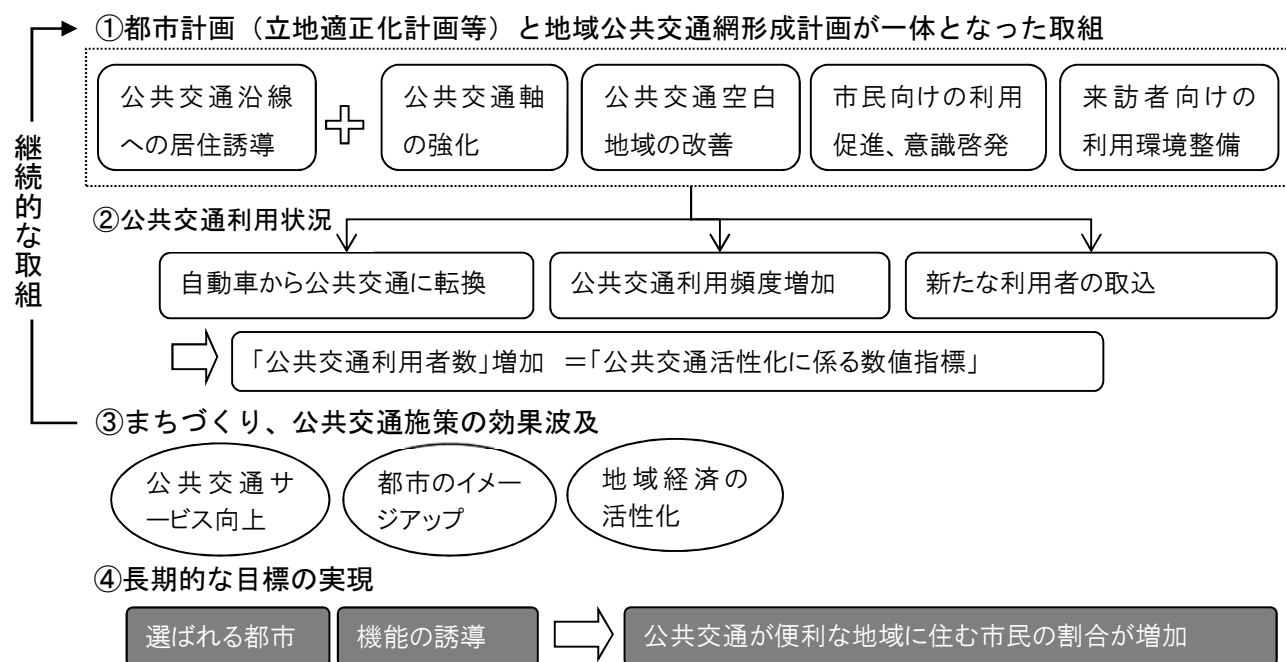 ①都市計画（立地適正化計画等）と地域公共交通網形成計画が一体となった取組
公共交通沿線
への居住誘導
公共交通軸
の強化
公共交通空白
地域の改善
市民向けの利用
促進、意識啓発
来訪者向けの
利用環境整備
継続的な取組
②公共交通利用状況
自動車から公共交通に転換
公共交通利用頻度増加
新たな利用者の取込
「公共交通利用者数」増加 ＝「公共交通活性化に係る数値指標」
③まちづくり、公共交通施策の効果波及
公共交通サ
ービス向上
都市のイメー
ジアップ
地域経済の
活性化
④長期的な目標の実現
選ばれる都市
機能の誘導
公共交通が便利な地域に住む市民の割合が増加